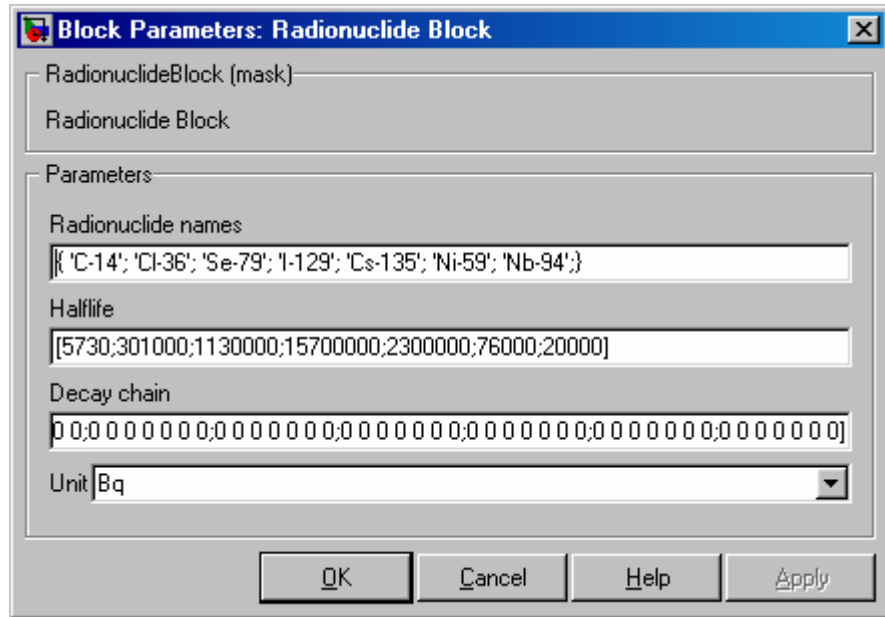 Block Parameters: Radionuclide Block
RadionuclideBlock (mask)
Radionuclide Block
Parameters
Radionuclide names
{ 'C-14'; 'Cl-36'; 'Se-79'; 'I-129'; 'Cs-135'; 'Ni-59'; 'Nb-94';}
Halflife
[5730;301000;1130000;15700000;2300000;76000;20000]
Decay chain
0 0;0 0 0 0 0 0 0;0 0 0 0 0 0 0;0 0 0 0 0 0 0;0 0 0 0 0 0 0;0 0 0 0 0 0 0;0 0 0 0 0 0 0]
Unit Bq
OK Cancel Help Apply